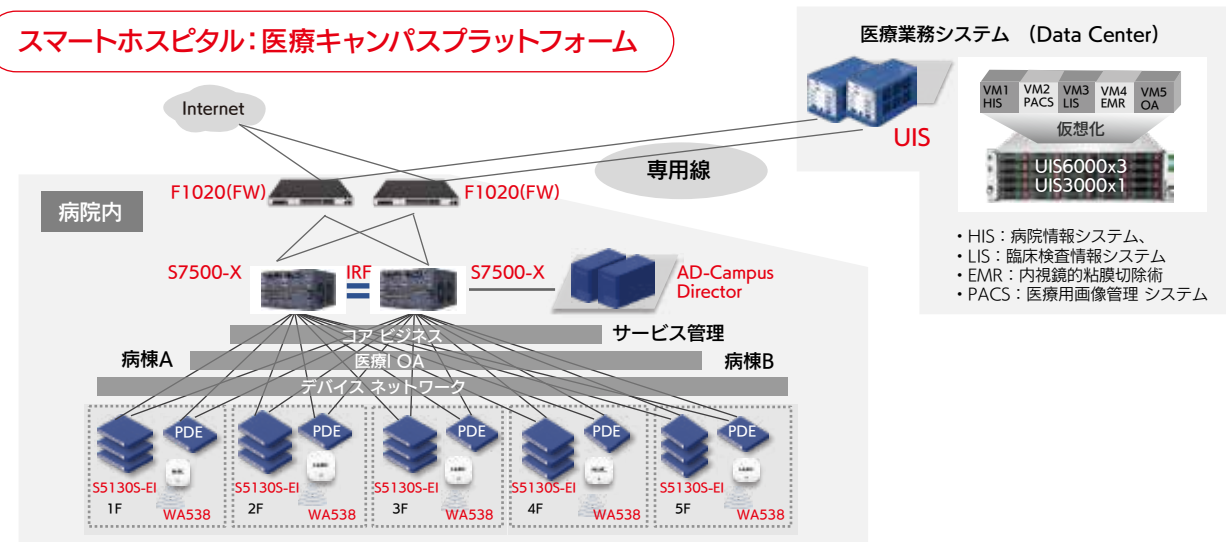 スマートホスピタル：医療キャンパスプラットフォーム
医療業務システム （Data Center）
VM1 HIS
VM2 PACS
VM3 LIS
VM4 EMR
VM5 OA
仮想化
UIS6000x3
UIS3000x1
UIS
・HIS：病院情報システム、
・LIS：臨床検査情報システム
・EMR：内視鏡的粘膜切除術
・PACS：医療用画像管理 システム
Internet
専用線
F1020(FW)
F1020(FW)
病院内
S7500-X
IRF
S7500-X
AD-Campus
Director
コア ビジネス
サービス管理
病棟A
医療I OA
病棟B
デバイス ネットワーク
PDE
S5130S-EI
1F
WA538
PDE
S5130S-EI
2F
WA538
PDE
S5130S-EI
3F
WA538
PDE
S5130S-EI
4F
WA538
PDE
S5130S-EI
5F
WA538